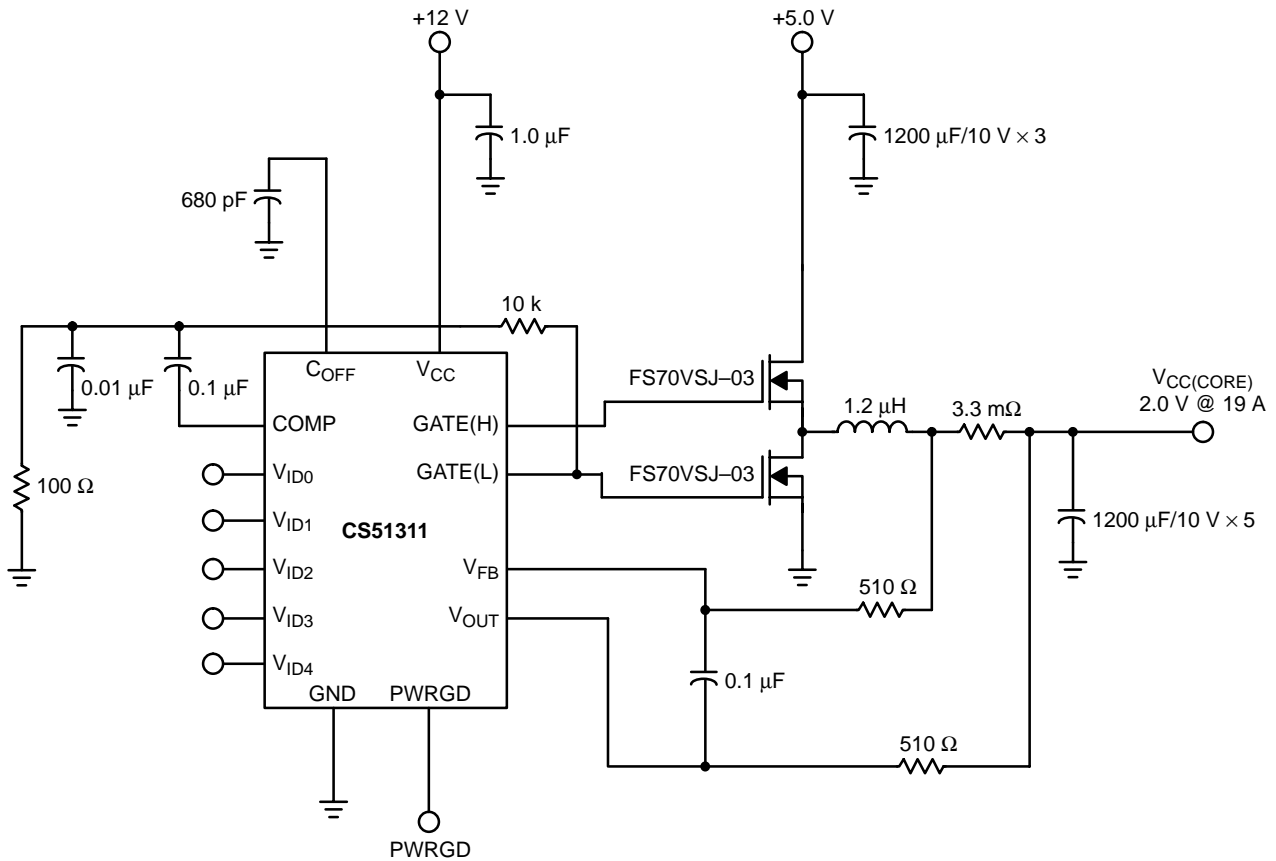 +12 V
+5.0 V
1.0 μF
1200 μF/10 V × 3
680 pF
10 k
0.01 μF
0.1 μF
COFF
VCC
FS70VSJ–03
VCC(CORE)
2.0 V @ 19 A
1.2 μH
3.3 mΩ
COMP
GATE(H)
100 Ω
VID0
GATE(L)
FS70VSJ–03
VID1
CS51311
1200 μF/10 V × 5
VID2
VFB
510 Ω
VID3
VOUT
VID4
0.1 μF
GND
PWRGD
510 Ω
PWRGD